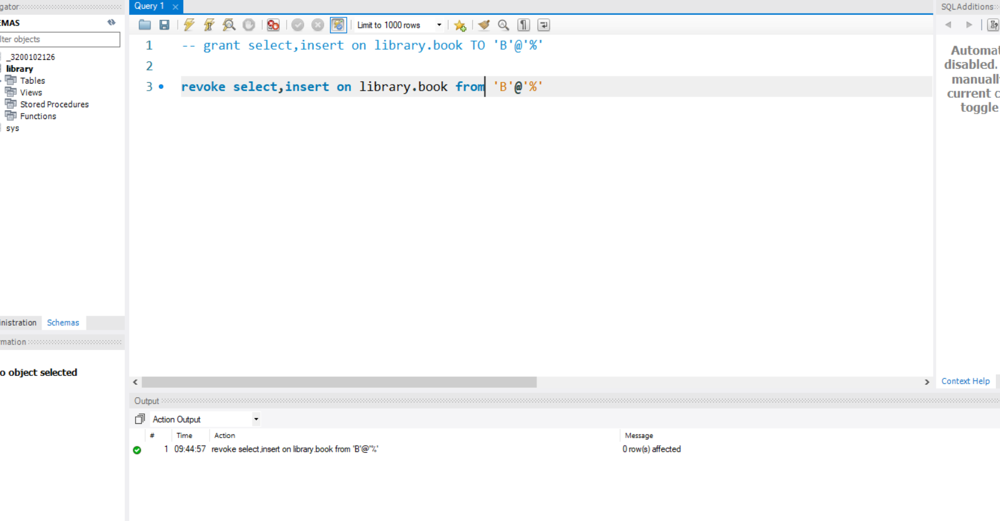 gator
Query 1
SQLAdditions
EMAS
Limit to 1000 rows
lter objects
1 -- grant select,insert on library.book TO 'B'@'%'
2
3 revoke select,insert on library.book from 'B'@'%'
_3200102126
library
Tables
Views
Stored Procedures
Functions
sys
Automat
disabled.
manuall
current c
toggle
inistration Schemas
rmation
o object selected
Context Help
Output
Action Output
# Time Action Message
1 09:44:57 revoke select,insert on library.book from 'B'@'%' 0 row(s) affected